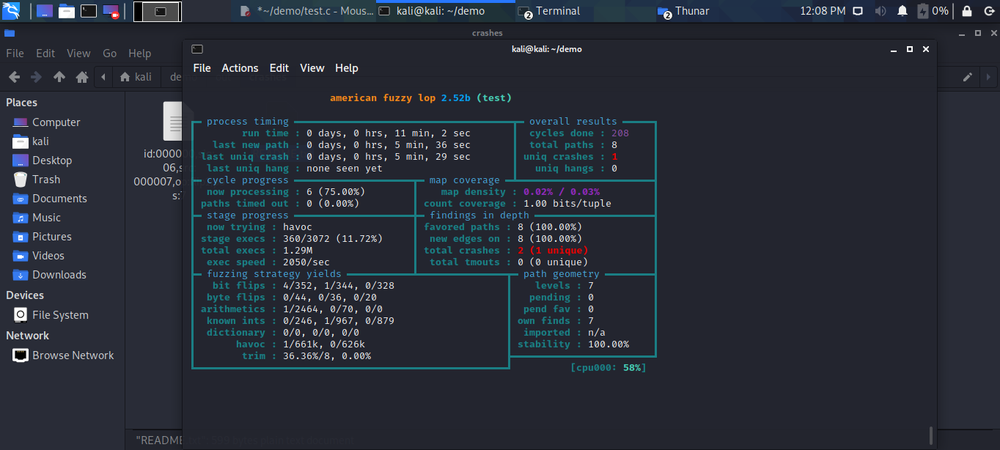 *~/demo/test.c - Mous...
kali@kali: ~/demo
2 Terminal
2 Thunar
12:08 PM
0%
crashes
File Edit View Go Help
kali
Places
Computer
kali
Desktop
Trash
Documents
Music
Pictures
Videos
Downloads
Devices
File System
Network
Browse Network
kali@kali: ~/demo
File Actions Edit View Help
american fuzzy lop 2.52b (test)
process timing
run time : 0 days, 0 hrs, 11 min, 2 sec
last new path : 0 days, 0 hrs, 5 min, 36 sec
last uniq crash : 0 days, 0 hrs, 5 min, 29 sec
last uniq hang : none seen yet
overall results
cycles done : 208
total paths : 8
uniq crashes : 1
uniq hangs : 0
cycle progress
now processing : 6 (75.00%)
paths timed out : 0 (0.00%)
map coverage
map density : 0.02% / 0.03%
count coverage : 1.00 bits/tuple
stage progress
now trying : havoc
stage execs : 360/3072 (11.72%)
total execs : 1.29M
exec speed : 2050/sec
findings in depth
favored paths : 8 (100.00%)
new edges on : 8 (100.00%)
total crashes : 2 (1 unique)
total tmouts : 0 (0 unique)
fuzzing strategy yields
bit flips : 4/352, 1/344, 0/328
byte flips : 0/44, 0/36, 0/20
arithmetics : 1/2464, 0/70, 0/0
known ints : 0/246, 1/967, 0/879
dictionary : 0/0, 0/0, 0/0
havoc : 1/661k, 0/626k
trim : 36.36%/8, 0.00%
path geometry
levels : 7
pending : 0
pend fav : 0
own finds : 7
imported : n/a
stability : 100.00%
[cpu000: 58%]